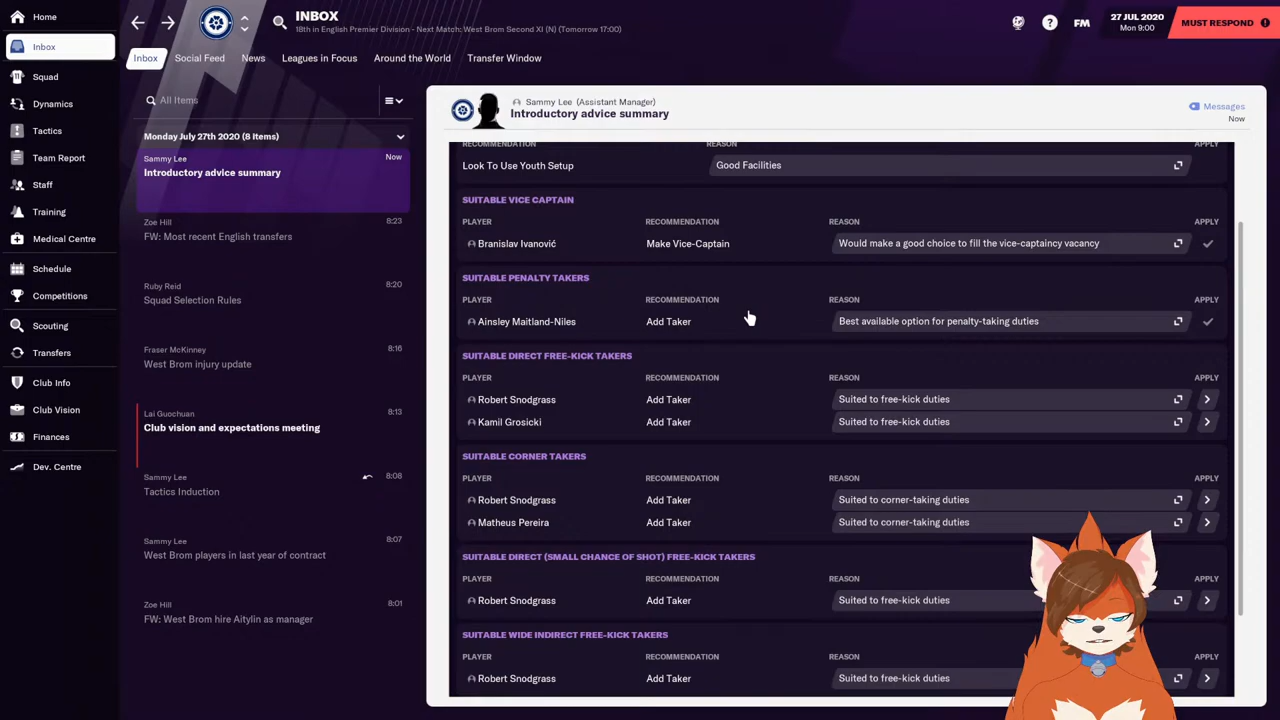 Home
Inbox
Squad
Dynamics
Tactics
Team Report
Staff
Training
Medical Centre
Schedule
Competitions
Scouting
Transfers
Club Info
Club Vision
Finances
Dev. Centre
INBOX
18th in English Premier Division - Next Match: West Brom Second XI (N) (Tomorrow 17:00)
FM
27 JUL 2020
Mon 9:00
MUST RESPOND
Inbox Social Feed News Leagues in Focus Around the World Transfer Window
All Items
Monday July 27th 2020 (8 Items)
Sammy Lee Now
Introductory advice summary
Zoe Hill 8:23
FW: Most recent English transfers
Ruby Reid 8:20
Squad Selection Rules
Fraser McKinney 8:16
West Brom injury update
Lai Guochuan 8:13
Club vision and expectations meeting
Sammy Lee 8:08
Tactics Induction
Sammy Lee 8:07
West Brom players in last year of contract
Zoe Hill 8:01
FW: West Brom hire Aitylin as manager
Sammy Lee (Assistant Manager)
Introductory advice summary
Messages
Now
RECOMMENDATION REASON APPLY
Look To Use Youth Setup Good Facilities
SUITABLE VICE CAPTAIN
PLAYER RECOMMENDATION REASON APPLY
Branislav Ivanović Make Vice-Captain Would make a good choice to fill the vice-captaincy vacancy
SUITABLE PENALTY TAKERS
PLAYER RECOMMENDATION REASON APPLY
Ainsley Maitland-Niles Add Taker Best available option for penalty-taking duties
SUITABLE DIRECT FREE-KICK TAKERS
PLAYER RECOMMENDATION REASON APPLY
Robert Snodgrass Add Taker Suited to free-kick duties
Kamil Grosicki Add Taker Suited to free-kick duties
SUITABLE CORNER TAKERS
PLAYER RECOMMENDATION REASON APPLY
Robert Snodgrass Add Taker Suited to corner-taking duties
Matheus Pereira Add Taker Suited to corner-taking duties
SUITABLE DIRECT (SMALL CHANCE OF SHOT) FREE-KICK TAKERS
PLAYER RECOMMENDATION REASON APPLY
Robert Snodgrass Add Taker Suited to free-kick duties
SUITABLE WIDE INDIRECT FREE-KICK TAKERS
PLAYER RECOMMENDATION REASON APPLY
Robert Snodgrass Add Taker Suited to free-kick duties